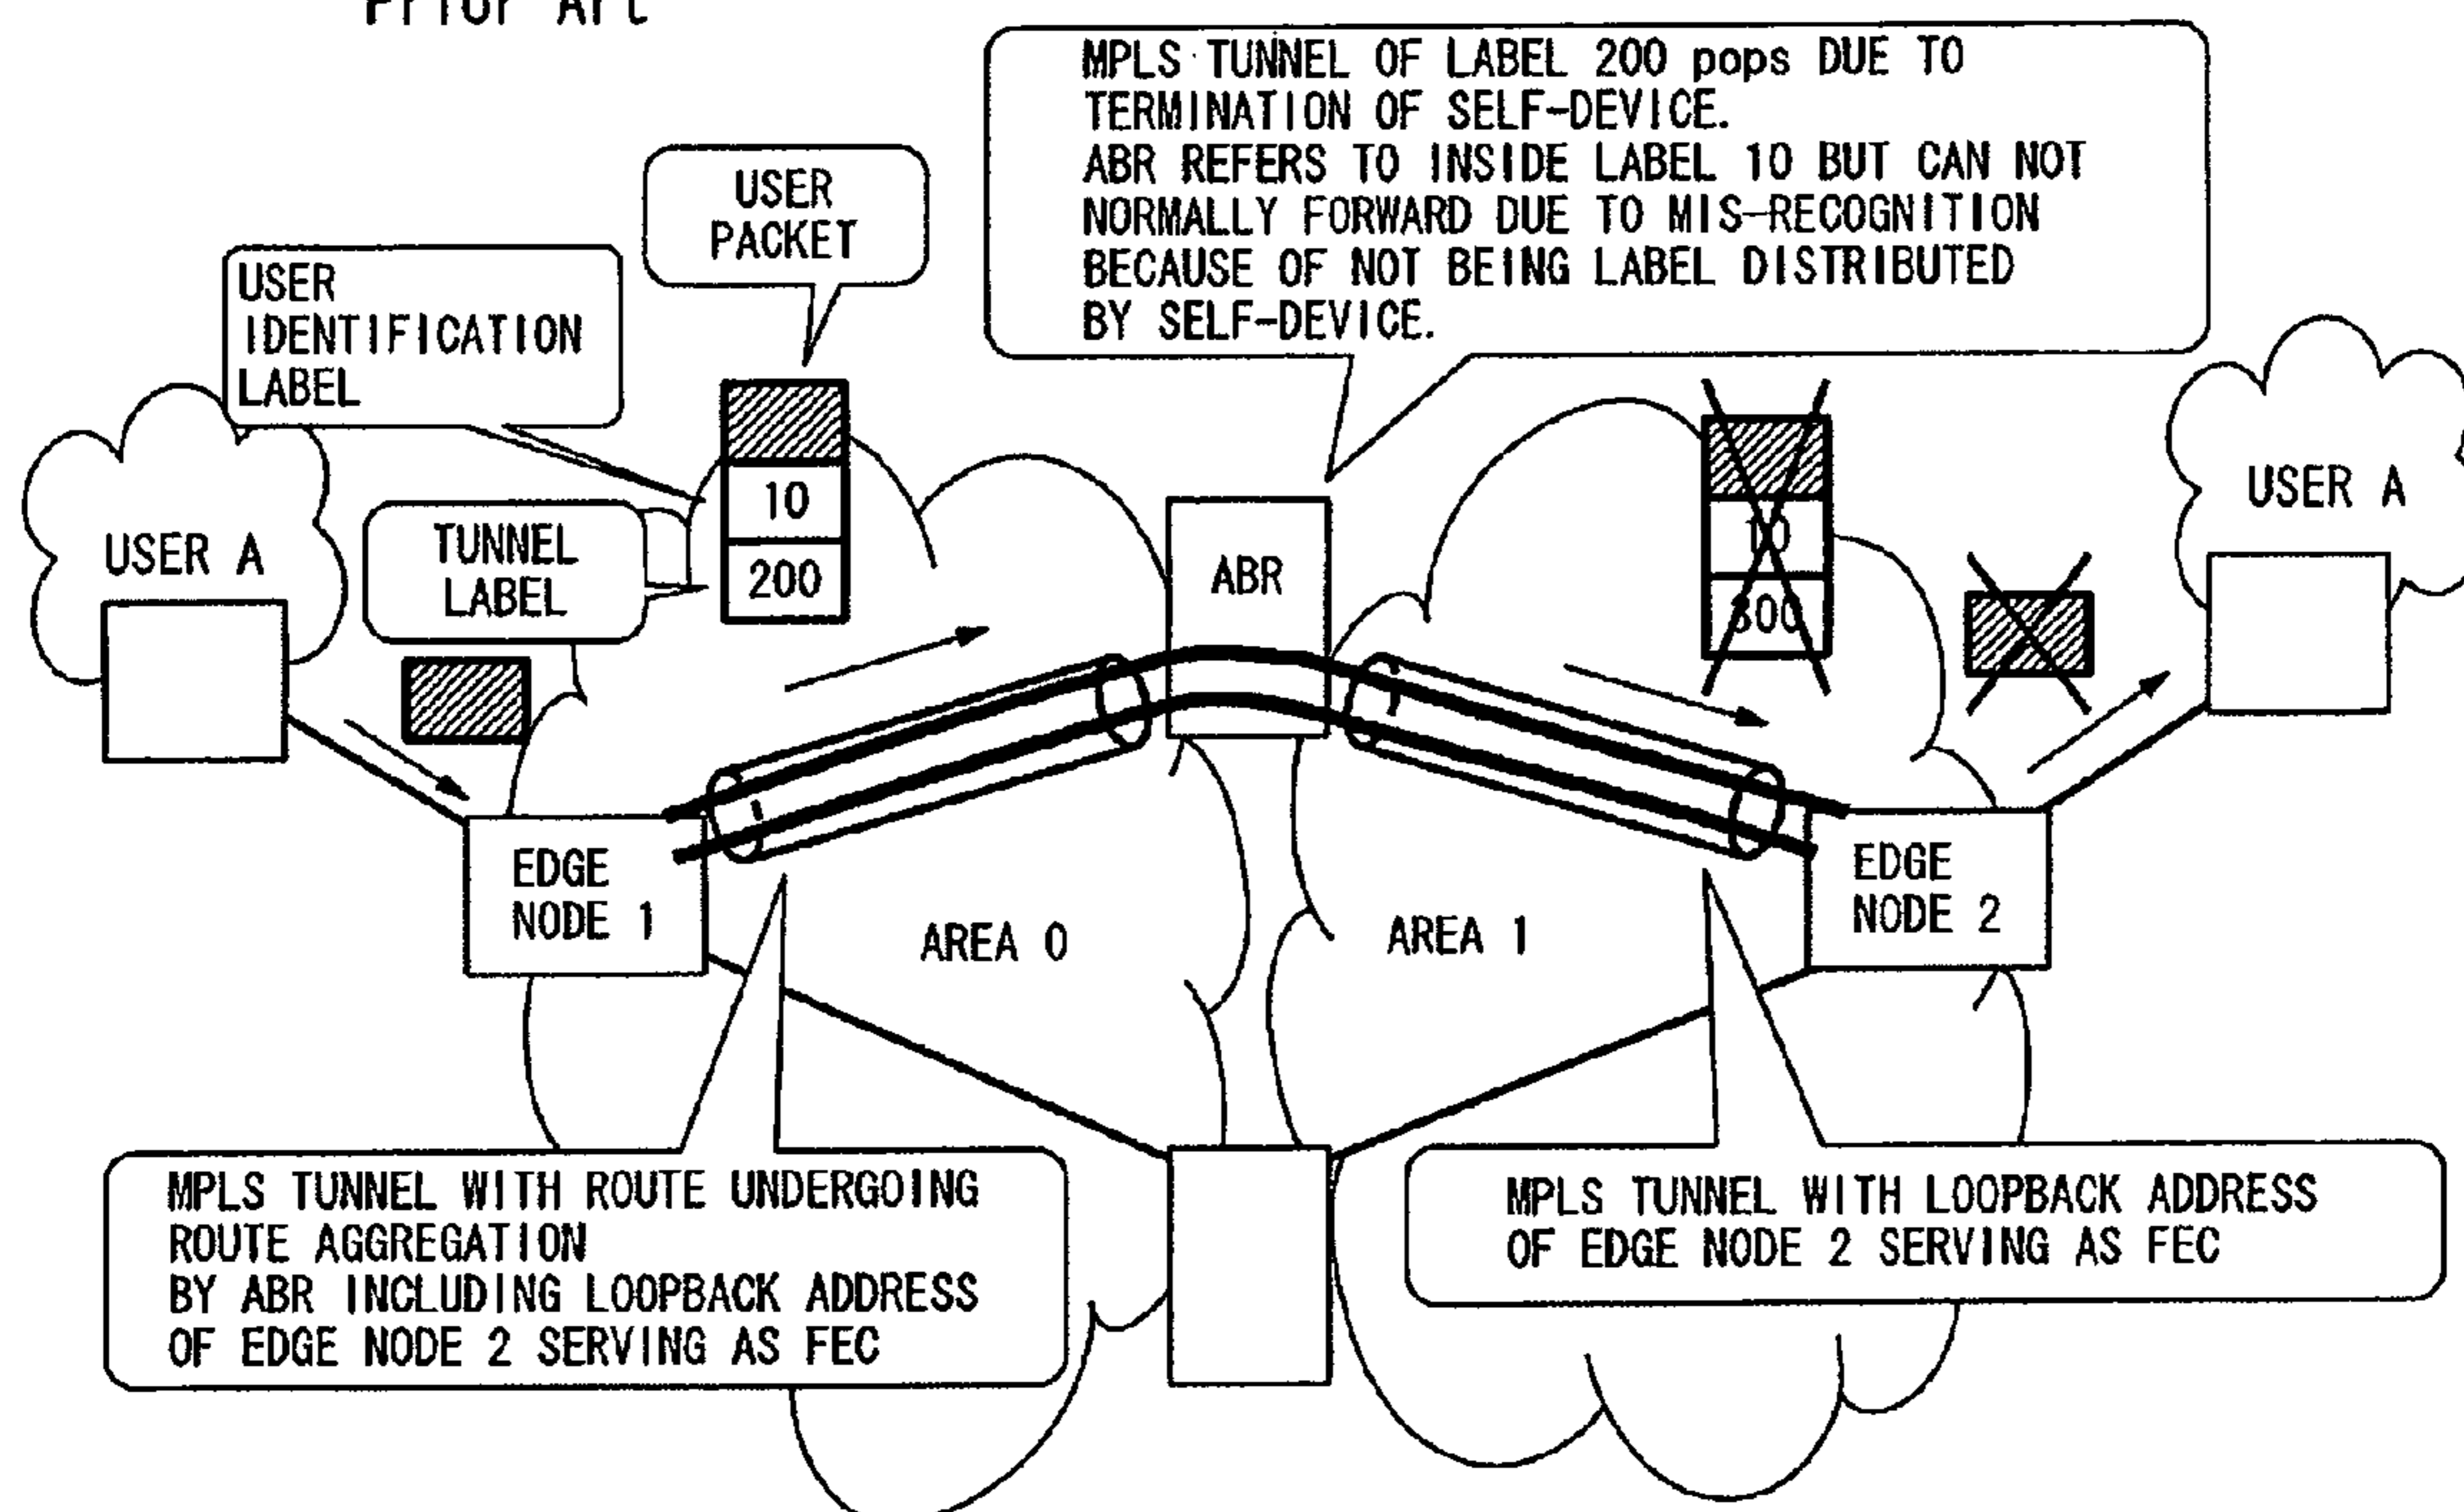 Prior Art
MPLS TUNNEL OF LABEL 200 pops DUE TO
TERMINATION OF SELF-DEVICE.
ABR REFERS TO INSIDE LABEL 10 BUT CAN NOT
NORMALLY FORWARD DUE TO MIS-RECOGNITION
BECAUSE OF NOT BEING LABEL DISTRIBUTED
BY SELF-DEVICE.
USER
PACKET
USER
IDENTIFICATION
LABEL
USER A
TUNNEL
LABEL
10
200
ABR
10
300
USER A
EDGE
NODE 1
AREA 0
AREA 1
EDGE
NODE 2
MPLS TUNNEL WITH ROUTE UNDERGOING
ROUTE AGGREGATION
BY ABR INCLUDING LOOPBACK ADDRESS
OF EDGE NODE 2 SERVING AS FEC
MPLS TUNNEL WITH LOOPBACK ADDRESS
OF EDGE NODE 2 SERVING AS FEC